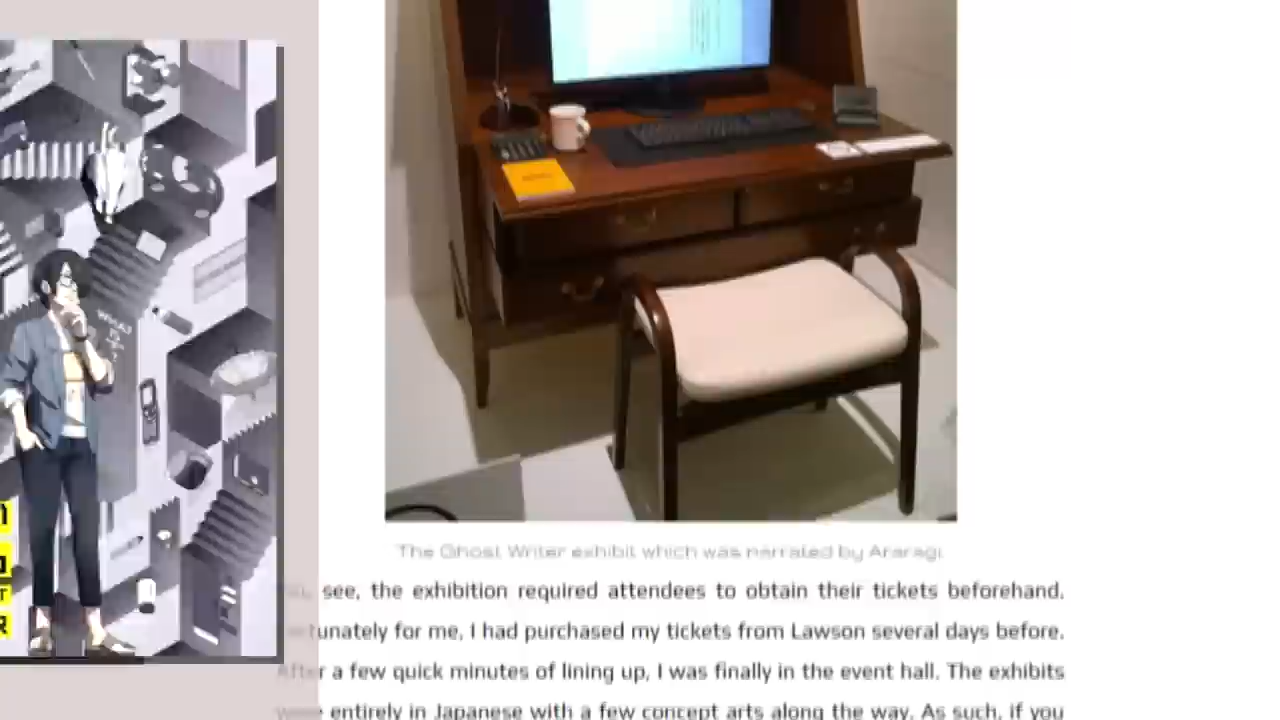 The Ghost Writer exhibit which was narrated by Araragi.
see, the exhibition required attendees to obtain their tickets beforehand.
for me, I had purchased my tickets from Lawson several days before.
After a few quick minutes of lining up, I was finally in the event hall. The exhibits
were entirely in Japanese with a few concept arts along the way. As such, if you